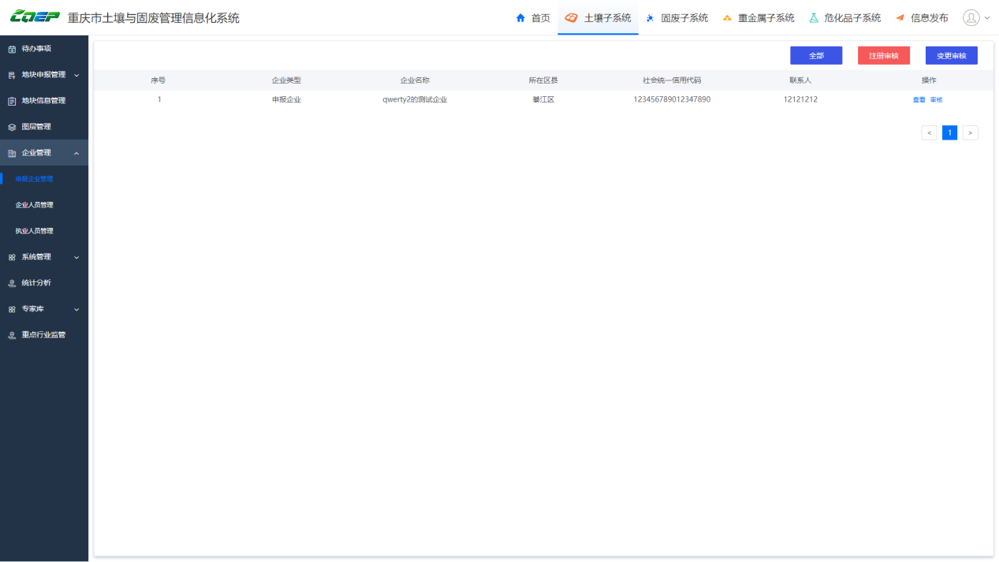 CQEP 重庆市土壤与固废管理信息化系统 首页 土壤子系统 固废子系统 重金属子系统 危化品子系统 信息发布
待办事项
地块申报管理
地块信息管理
图层管理
企业管理
申报企业管理
企业人员管理
执业人员管理
系统管理
统计分析
专家库
重点行业监管
全部 注册审核 变更审核
序号 企业类型 企业名称 所在区县 社会统一信用代码 联系人 操作
1 申报企业 qwerty2的测试企业 綦江区 123456789012347890 12121212 查看 审核
< 1 >